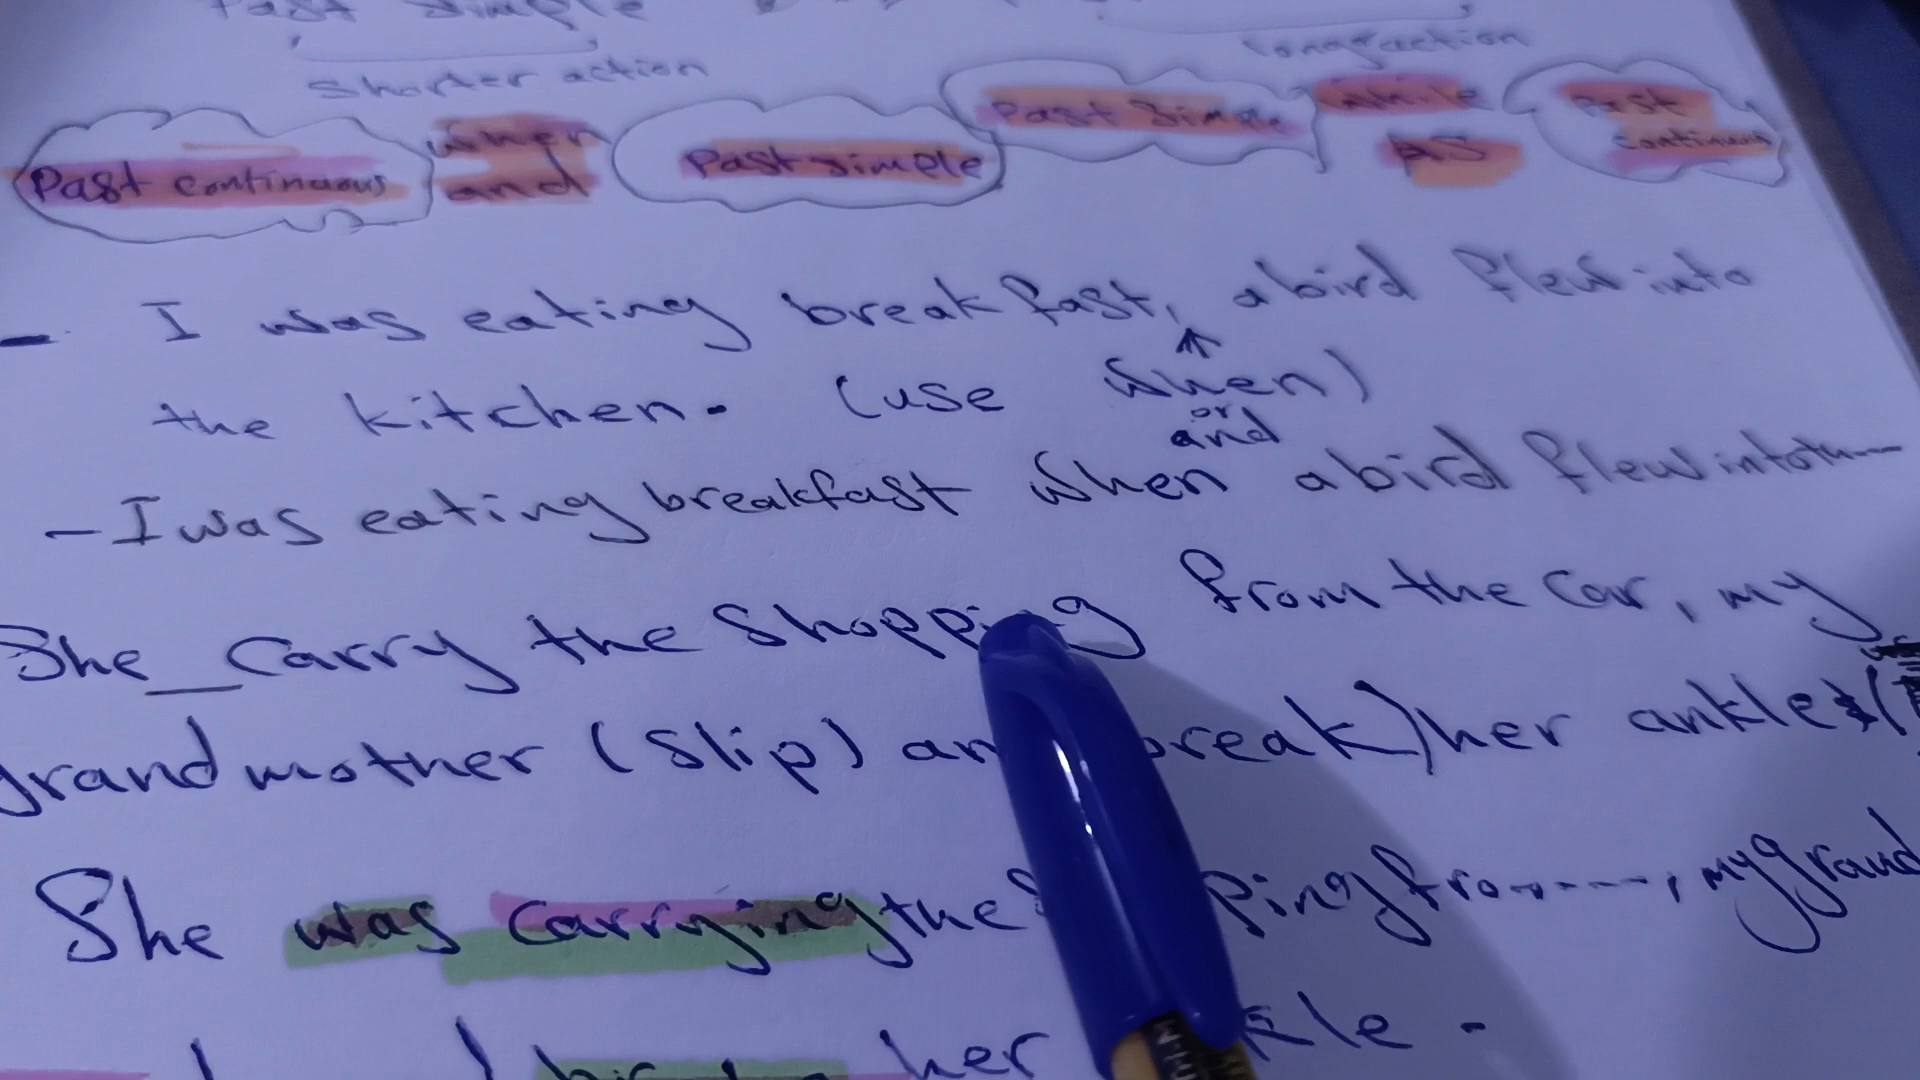 Past Simple
Shorter action
long action
Past continuous when and Past simple Past Simple while AS Past continuous
- I was eating breakfast, a bird flew into
the kitchen. (use when)
or
and
- I was eating breakfast when a bird flew into
She _ Carry the Shopping from the Car, my
grandmother (Slip) break) her ankle
She was carrying the ping fro----, my grand
her kle.